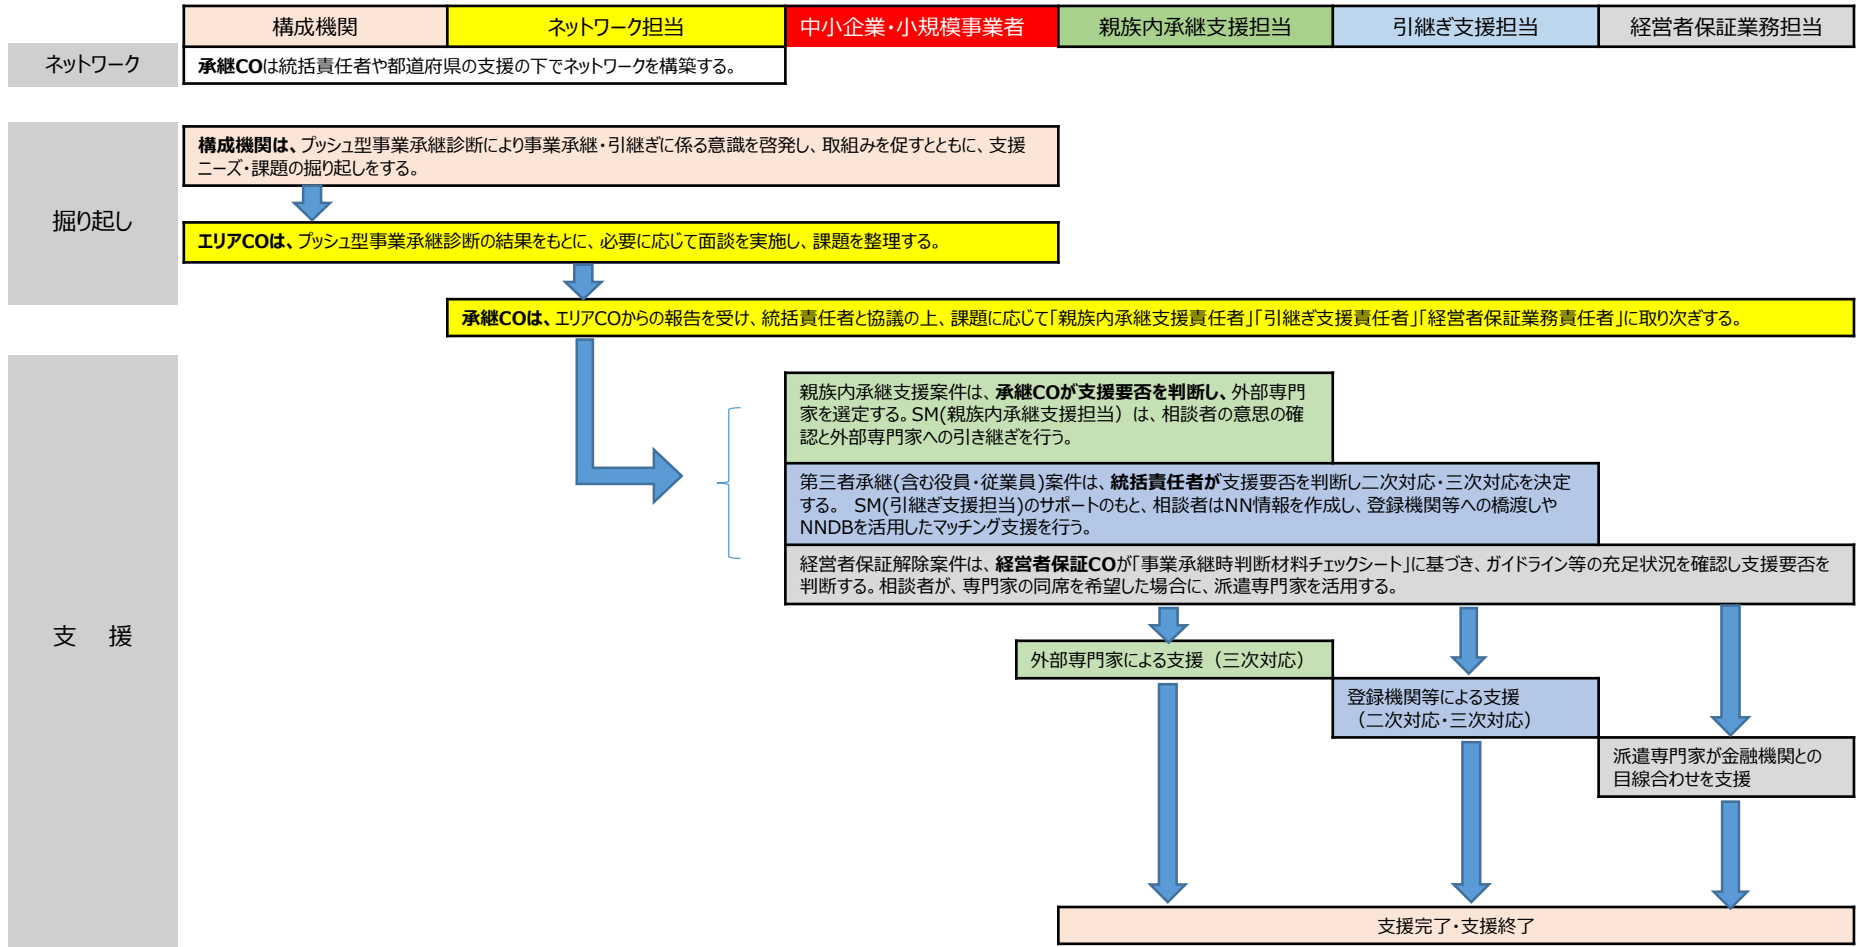 構成機関
ネットワーク担当
中小企業・小規模事業者
親族内承継支援担当
引継ぎ支援担当
経営者保証業務担当
ネットワーク
承継COは統括責任者や都道府県の支援の下でネットワークを構築する。
掘り起し
構成機関は、プッシュ型事業承継診断により事業承継・引継ぎに係る意識を啓発し、取組みを促すとともに、支援
ニーズ・課題の掘り起しをする。
エリアCOは、プッシュ型事業承継診断の結果をもとに、必要に応じて面談を実施し、課題を整理する。
承継COは、エリアCOからの報告を受け、統括責任者と協議の上、課題に応じて「親族内承継支援責任者」「引継ぎ支援責任者」「経営者保証業務責任者」に取り次ぎする。
支 援
親族内承継支援案件は、承継COが支援要否を判断し、外部専門
家を選定する。SM(親族内承継支援担当）は、相談者の意思の確
認と外部専門家への引き継ぎを行う。
第三者承継(含む役員・従業員)案件は、統括責任者が支援要否を判断し二次対応・三次対応を決定
する。 SM(引継ぎ支援担当)のサポートのもと、相談者はNN情報を作成し、登録機関等への橋渡しや
NNDBを活用したマッチング支援を行う。
経営者保証解除案件は、経営者保証COが「事業承継時判断材料チェックシート」に基づき、ガイドライン等の充足状況を確認し支援要否を
判断する。相談者が、専門家の同席を希望した場合に、派遣専門家を活用する。
外部専門家による支援（三次対応）
登録機関等による支援
（二次対応・三次対応）
派遣専門家が金融機関との
目線合わせを支援
支援完了・支援終了